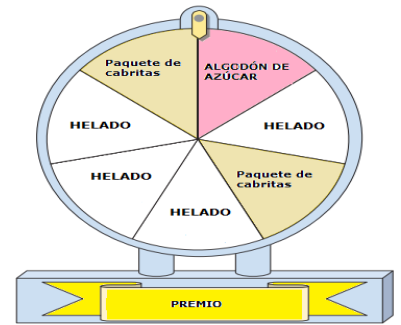 Paquete de
cabritas
ALGODÓN DE
AZÚCAR
HELADO
HELADO
HELADO
Paquete de
cabritas
HELADO
PREMIO